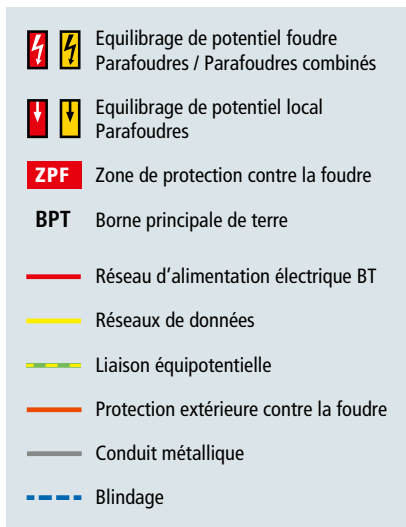 Equilibrage de potentiel foudre
Parafoudres / Parafoudres combinés
Equilibrage de potentiel local
Parafoudres
ZPF Zone de protection contre la foudre
BPT Borne principale de terre
Réseau d’alimentation électrique BT
Réseaux de données
Liaison équipotentielle
Protection extérieure contre la foudre
Conduit métallique
Blindage